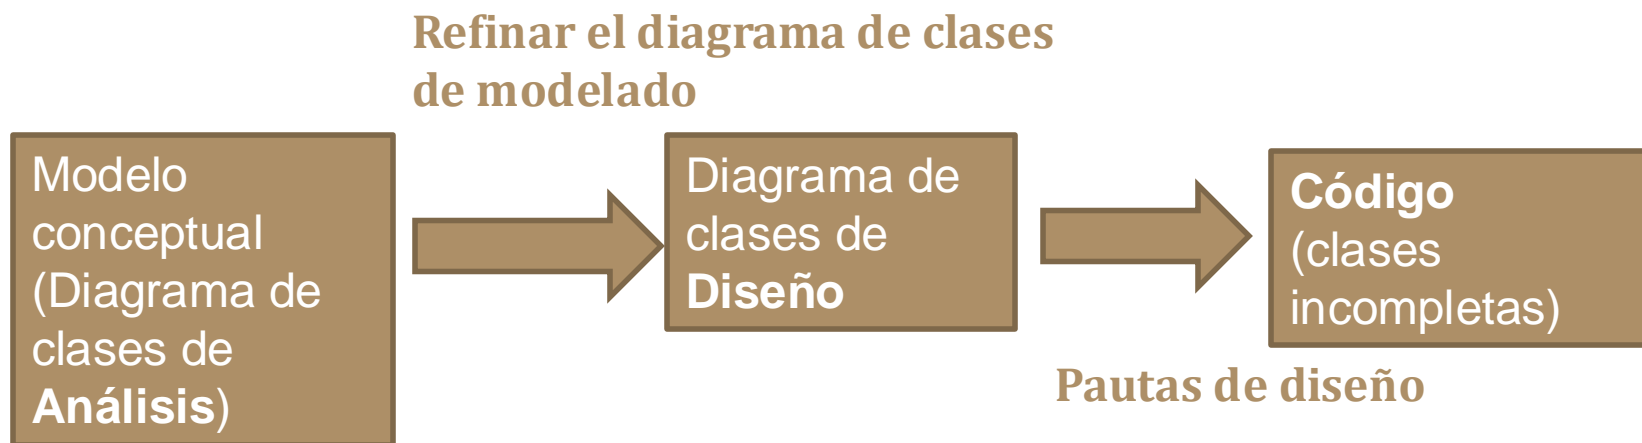 Refinar el diagrama de clases
de modelado
Modelo
conceptual
(Diagrama de
clases de
Análisis)
Diagrama de
clases de
Diseño
Código
(clases
incompletas)
Pautas de diseño